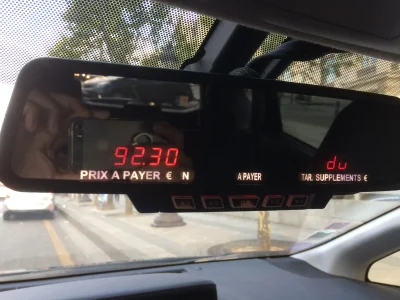 92.30 du
PRIX A PAYER € N A PAYER TAR. SUPPLEMENTS €